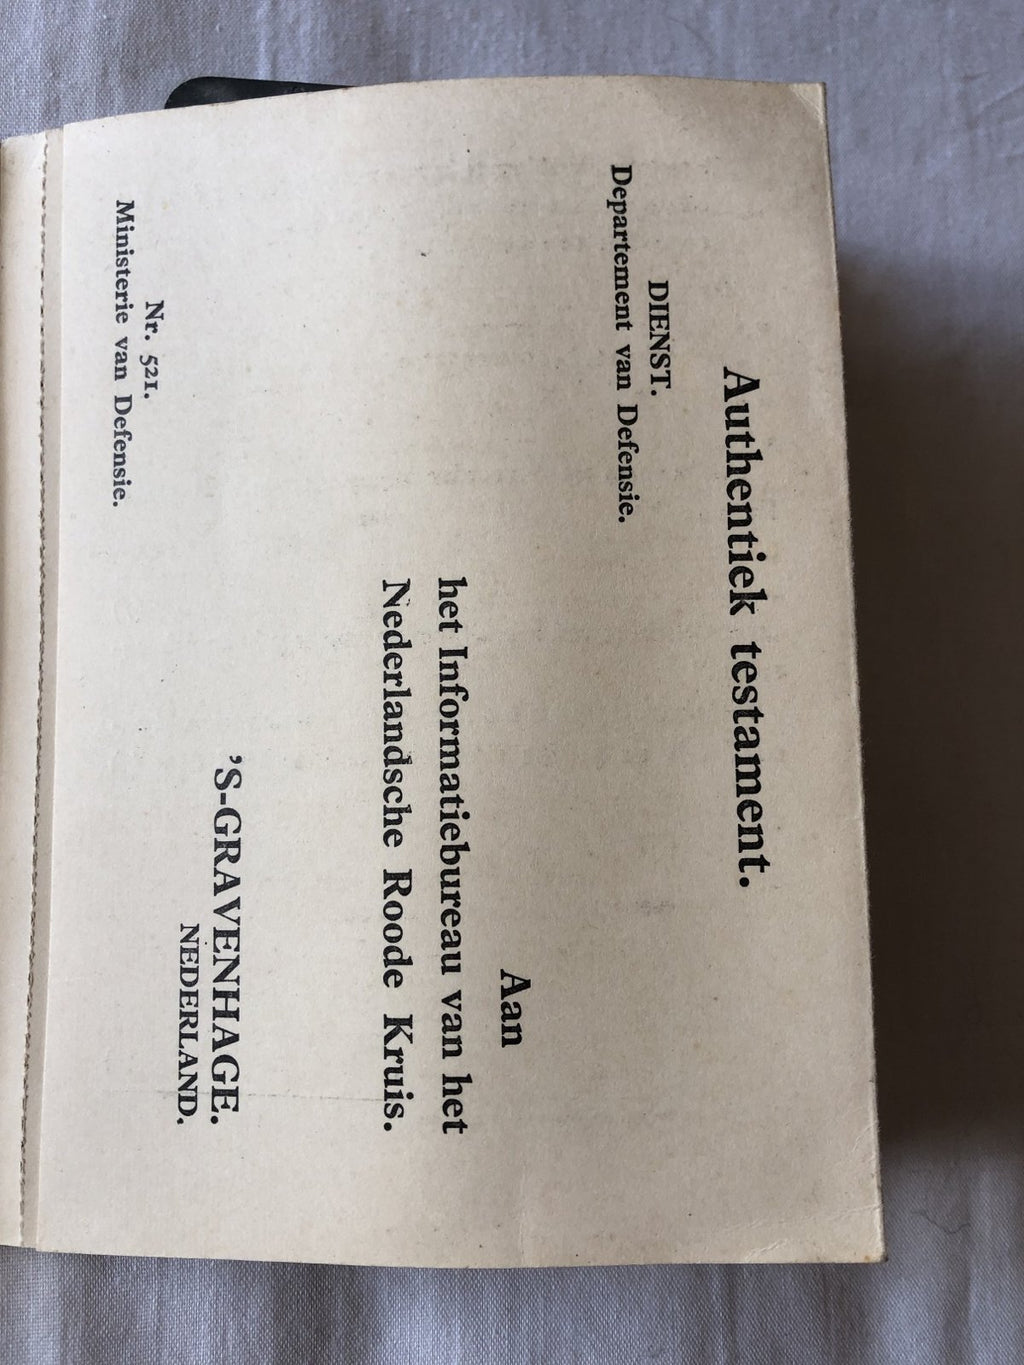 Authentiek testament.
DIENST.
Departement van Defensie.
Aan
het Informatiebureau van het
Nederlandsche Roode Kruis.
'S-GRAVENHAGE.
NEDERLAND.
Nr. 521.
Ministerie van Defensie.